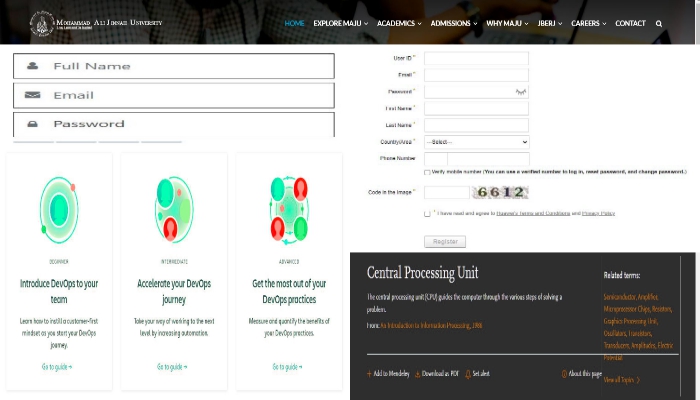 MOHAMMAD ALI JINNAH UNIVERSITY
HOME EXPLORE MAJU ACADEMICS ADMISSIONS WHY MAJU JBERJ CAREERS CONTACT
Full Name
Email
Password
User ID *
Email *
Password *
First Name *
Last Name *
Country/Area *
---Select---
Phone Number
Verify mobile number (You can use a verified number to log in, reset password, and change password.)
Code in the Image *
6612
* I have read and agree to Huawei's Terms and Conditions and Privacy Policy
Register
BEGINNER
Introduce DevOps to your
team
Learn how to instill a customer-first
mindset as you start your DevOps
journey.
Go to guide →
INTERMEDIATE
Accelerate your DevOps
journey
Take your way of working to the next
level by increasing automation.
Go to guide →
ADVANCED
Get the most out of your
DevOps practices
Measure and quantify the benefits of
your DevOps practices.
Go to guide →
Central Processing Unit
The central processing unit (CPU) guides the computer through the various steps of solving a
problem.
From: An Introduction to Information Processing, 1986
+ Add to Mendeley Download as PDF Set alert About this page
Related terms:
Semiconductor, Amplifier,
Microprocessor Chips, Resistors,
Graphics Processing Unit,
Oscillators, Transistors,
Transducers, Amplitudes, Electric
Potential
View all Topics >